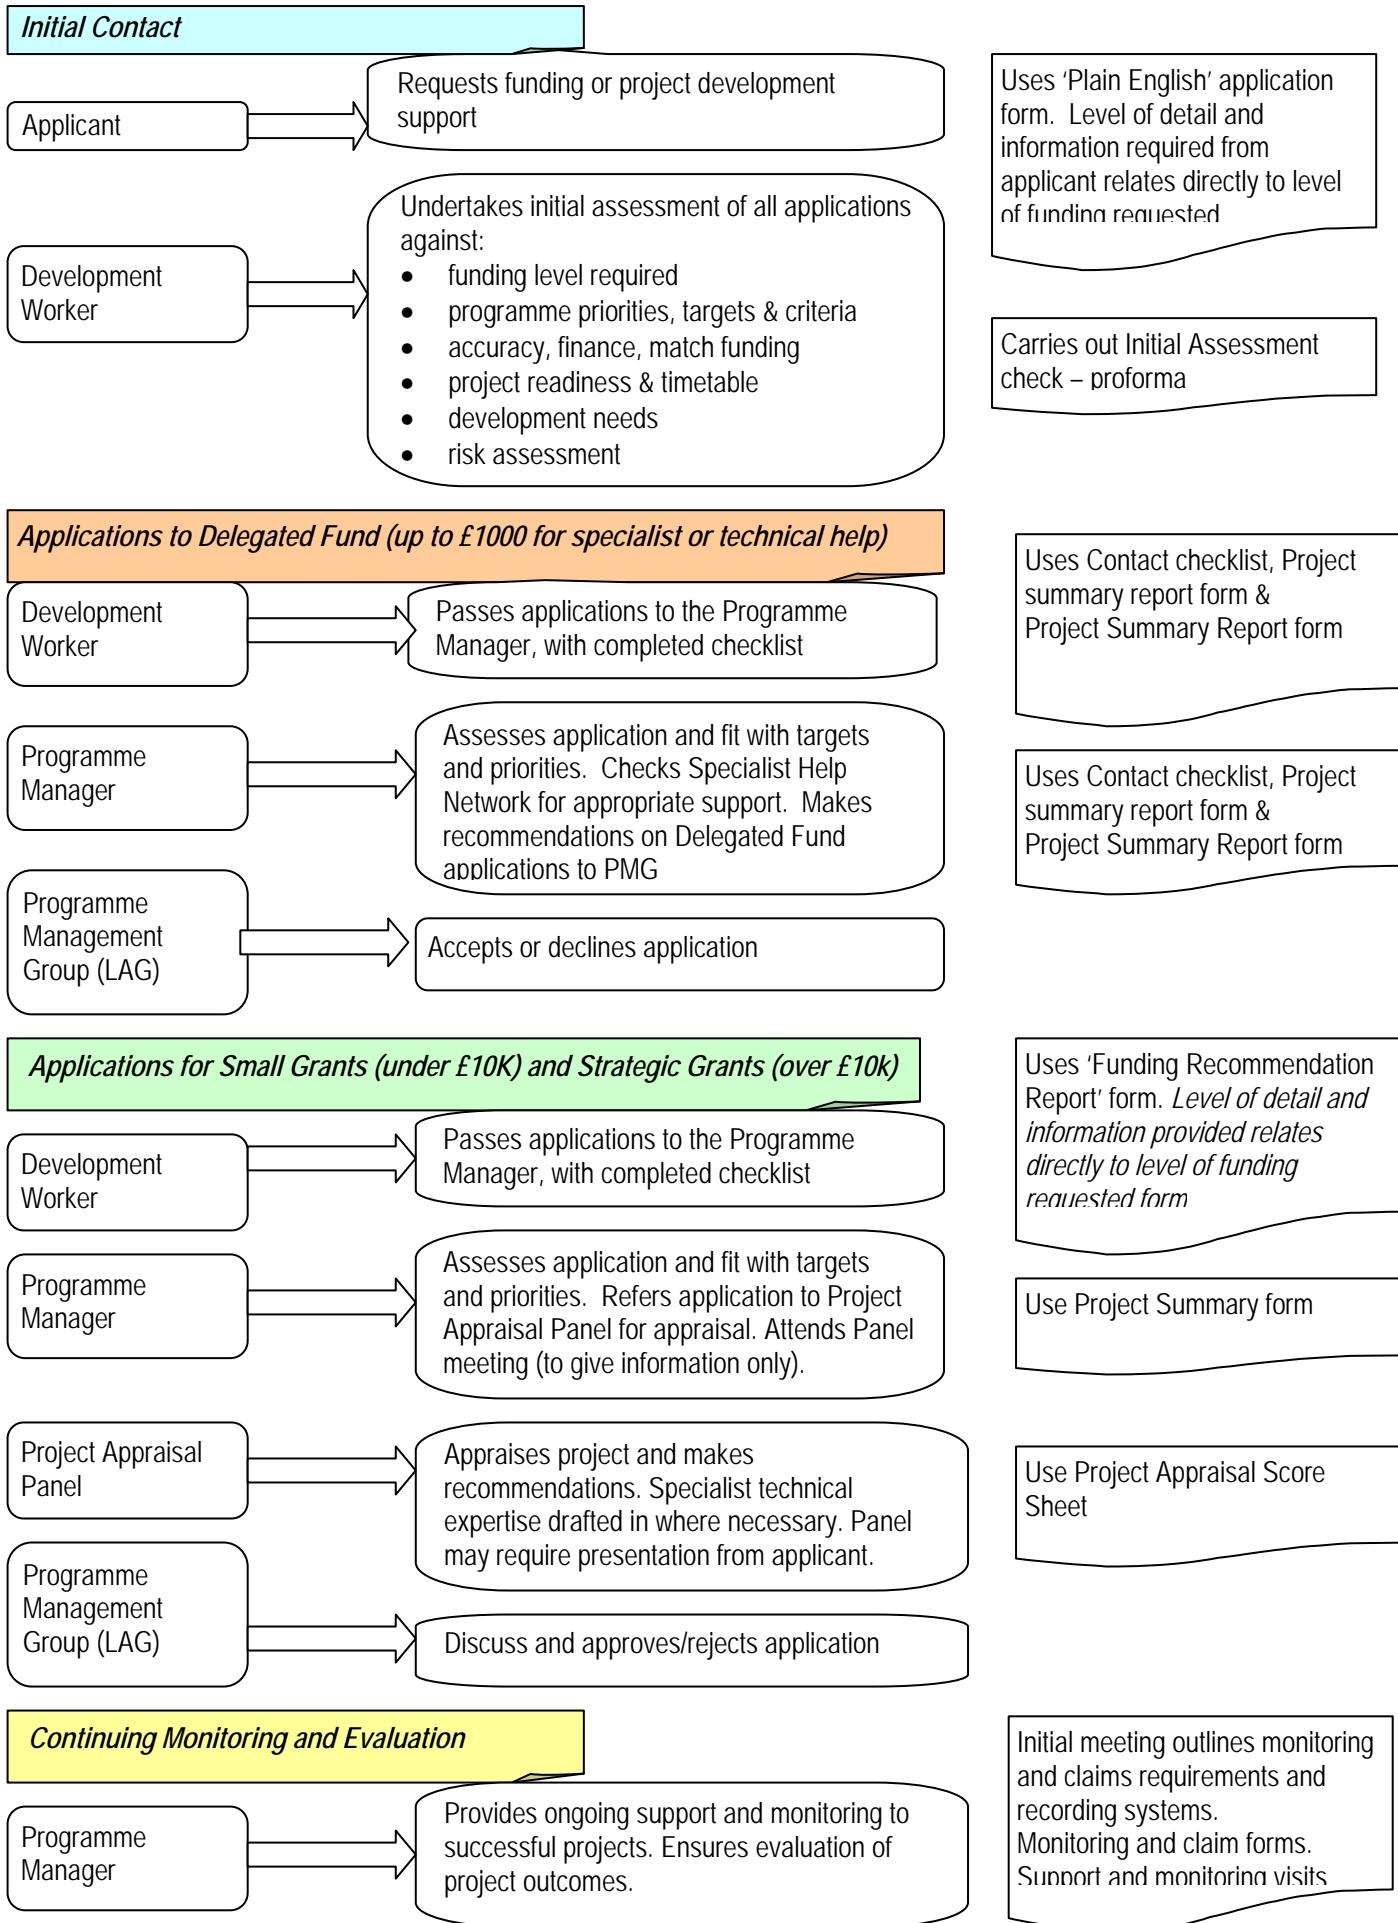 Initial Contact
Applicant
Requests funding or project development
support
Uses ‘Plain English’ application
form.  Level of detail and
information required from
applicant relates directly to level
of funding requested
Development
Worker
Undertakes initial assessment of all applications
against:
• funding level required
• programme priorities, targets & criteria
• accuracy, finance, match funding
• project readiness & timetable
• development needs
• risk assessment
Carries out Initial Assessment
check – proforma
Applications to Delegated Fund (up to £1000 for specialist or technical help)
Development
Worker
Passes applications to the Programme
Manager, with completed checklist
Uses Contact checklist, Project
summary report form &
Project Summary Report form
Programme
Manager
Assesses application and fit with targets
and priorities.  Checks Specialist Help
Network for appropriate support.  Makes
recommendations on Delegated Fund
applications to PMG
Uses Contact checklist, Project
summary report form &
Project Summary Report form
Programme
Management
Group (LAG)
Accepts or declines application
Applications for Small Grants (under £10K) and Strategic Grants (over £10k)
Development
Worker
Passes applications to the Programme
Manager, with completed checklist
Uses ‘Funding Recommendation
Report’ form. Level of detail and
information provided relates
directly to level of funding
requested form
Programme
Manager
Assesses application and fit with targets
and priorities.  Refers application to Project
Appraisal Panel for appraisal. Attends Panel
meeting (to give information only).
Use Project Summary form
Project Appraisal
Panel
Appraises project and makes
recommendations. Specialist technical
expertise drafted in where necessary. Panel
may require presentation from applicant.
Use Project Appraisal Score
Sheet
Programme
Management
Group (LAG)
Discuss and approves/rejects application
Continuing Monitoring and Evaluation
Programme
Manager
Provides ongoing support and monitoring to
successful projects. Ensures evaluation of
project outcomes.
Initial meeting outlines monitoring
and claims requirements and
recording systems.
Monitoring and claim forms.
Support and monitoring visits